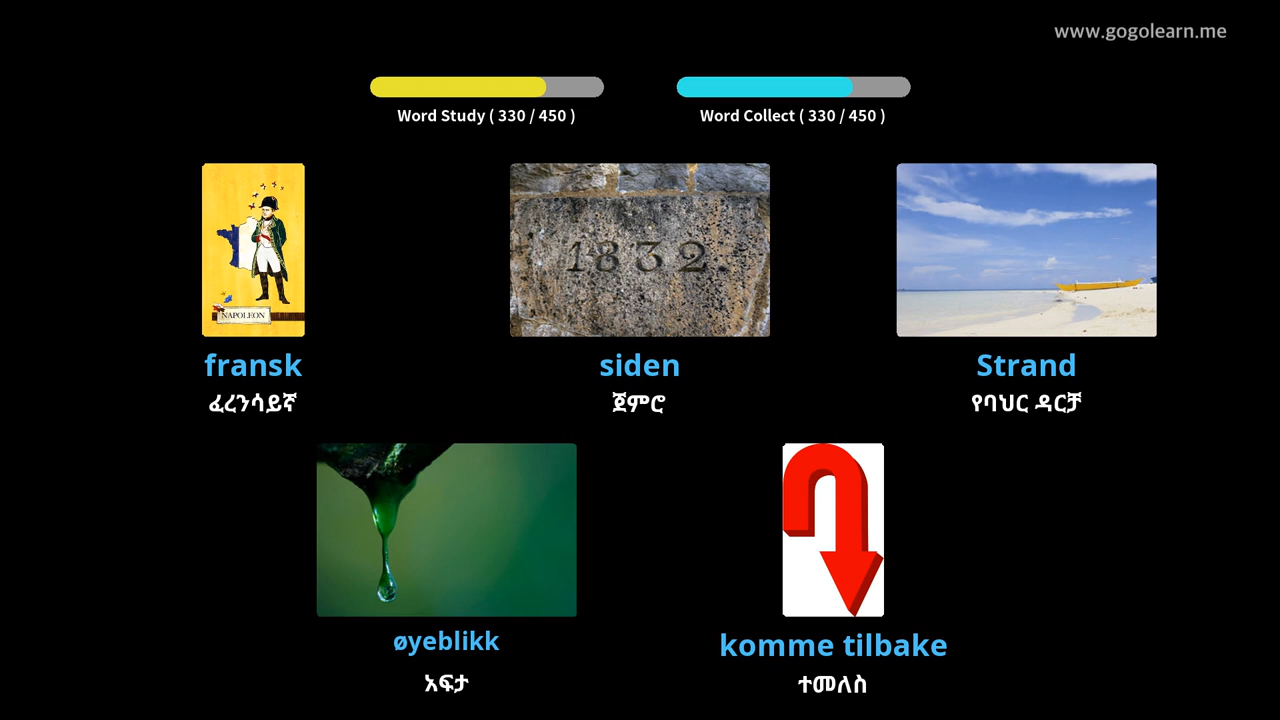 www.gogolearn.me
Word Study ( 330 / 450 )
Word Collect ( 330 / 450 )
NAPOLEON
1832.
fransk
siden
Strand
ፈረንሳይኛ
ጀምሮ
የባህር ዳርቻ
øyeblikk
komme tilbake
አፍታ
ተመለስ